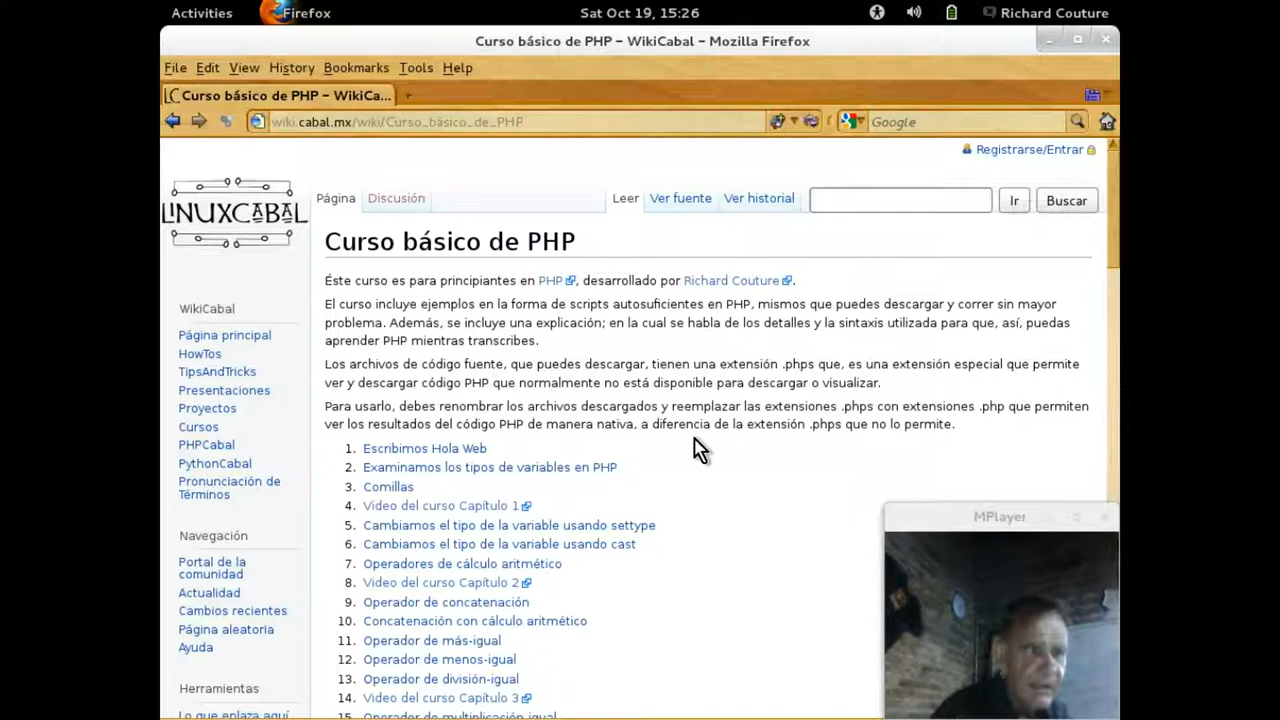 Activities Firefox Sat Oct 19, 15:26 Richard Couture
Curso básico de PHP – WikiCabal – Mozilla Firefox
File Edit View History Bookmarks Tools Help
Curso básico de PHP – WikiCa...
wiki.cabal.mx/wiki/Curso_básico_de_PHP Google
Registrarse/Entrar
LINUXCABAL
Página Discusión Leer Ver fuente Ver historial Ir Buscar
Curso básico de PHP
Éste curso es para principiantes en PHP, desarrollado por Richard Couture.
El curso incluye ejemplos en la forma de scripts autosuficientes en PHP, mismos que puedes descargar y correr sin mayor
problema. Además, se incluye una explicación; en la cual se habla de los detalles y la sintaxis utilizada para que, así, puedas
aprender PHP mientras transcribes.
Los archivos de código fuente, que puedes descargar, tienen una extensión .phps que, es una extensión especial que permite
ver y descargar código PHP que normalmente no está disponible para descargar o visualizar.
Para usarlo, debes renombrar los archivos descargados y reemplazar las extensiones .phps con extensiones .php que permiten
ver los resultados del código PHP de manera nativa, a diferencia de la extensión .phps que no lo permite.
1. Escribimos Hola Web
2. Examinamos los tipos de variables en PHP
3. Comillas
4. Video del curso Capítulo 1
5. Cambiamos el tipo de la variable usando settype
6. Cambiamos el tipo de la variable usando cast
7. Operadores de cálculo aritmético
8. Video del curso Capítulo 2
9. Operador de concatenación
10. Concatenación con cálculo aritmético
11. Operador de más-igual
12. Operador de menos-igual
13. Operador de división-igual
14. Video del curso Capítulo 3
15. Operador de multiplicación-igual
WikiCabal
Página principal
HowTos
TipsAndTricks
Presentaciones
Proyectos
Cursos
PHPCabal
PythonCabal
Pronunciación de
Términos
Navegación
Portal de la
comunidad
Actualidad
Cambios recientes
Página aleatoria
Ayuda
Herramientas
Lo que enlaza aquí
MPlayer